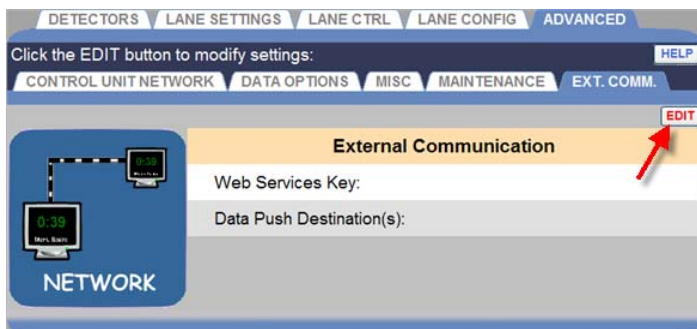 DETECTORS LANE SETTINGS LANE CTRL LANE CONFIG ADVANCED
Click the EDIT button to modify settings: HELP
CONTROL UNIT NETWORK DATA OPTIONS MISC MAINTENANCE EXT. COMM.
EDIT
External Communication
Web Services Key:
Data Push Destination(s):
0:39
0:39
NETWORK